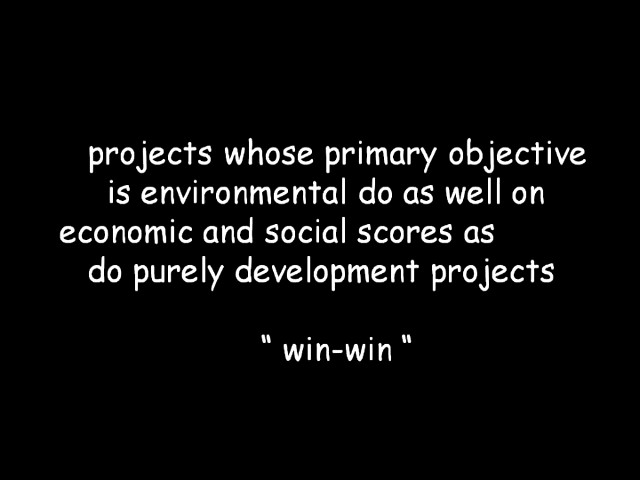 projects whose primary objective
is environmental do as well on
economic and social scores as
do purely development projects
“ win-win “